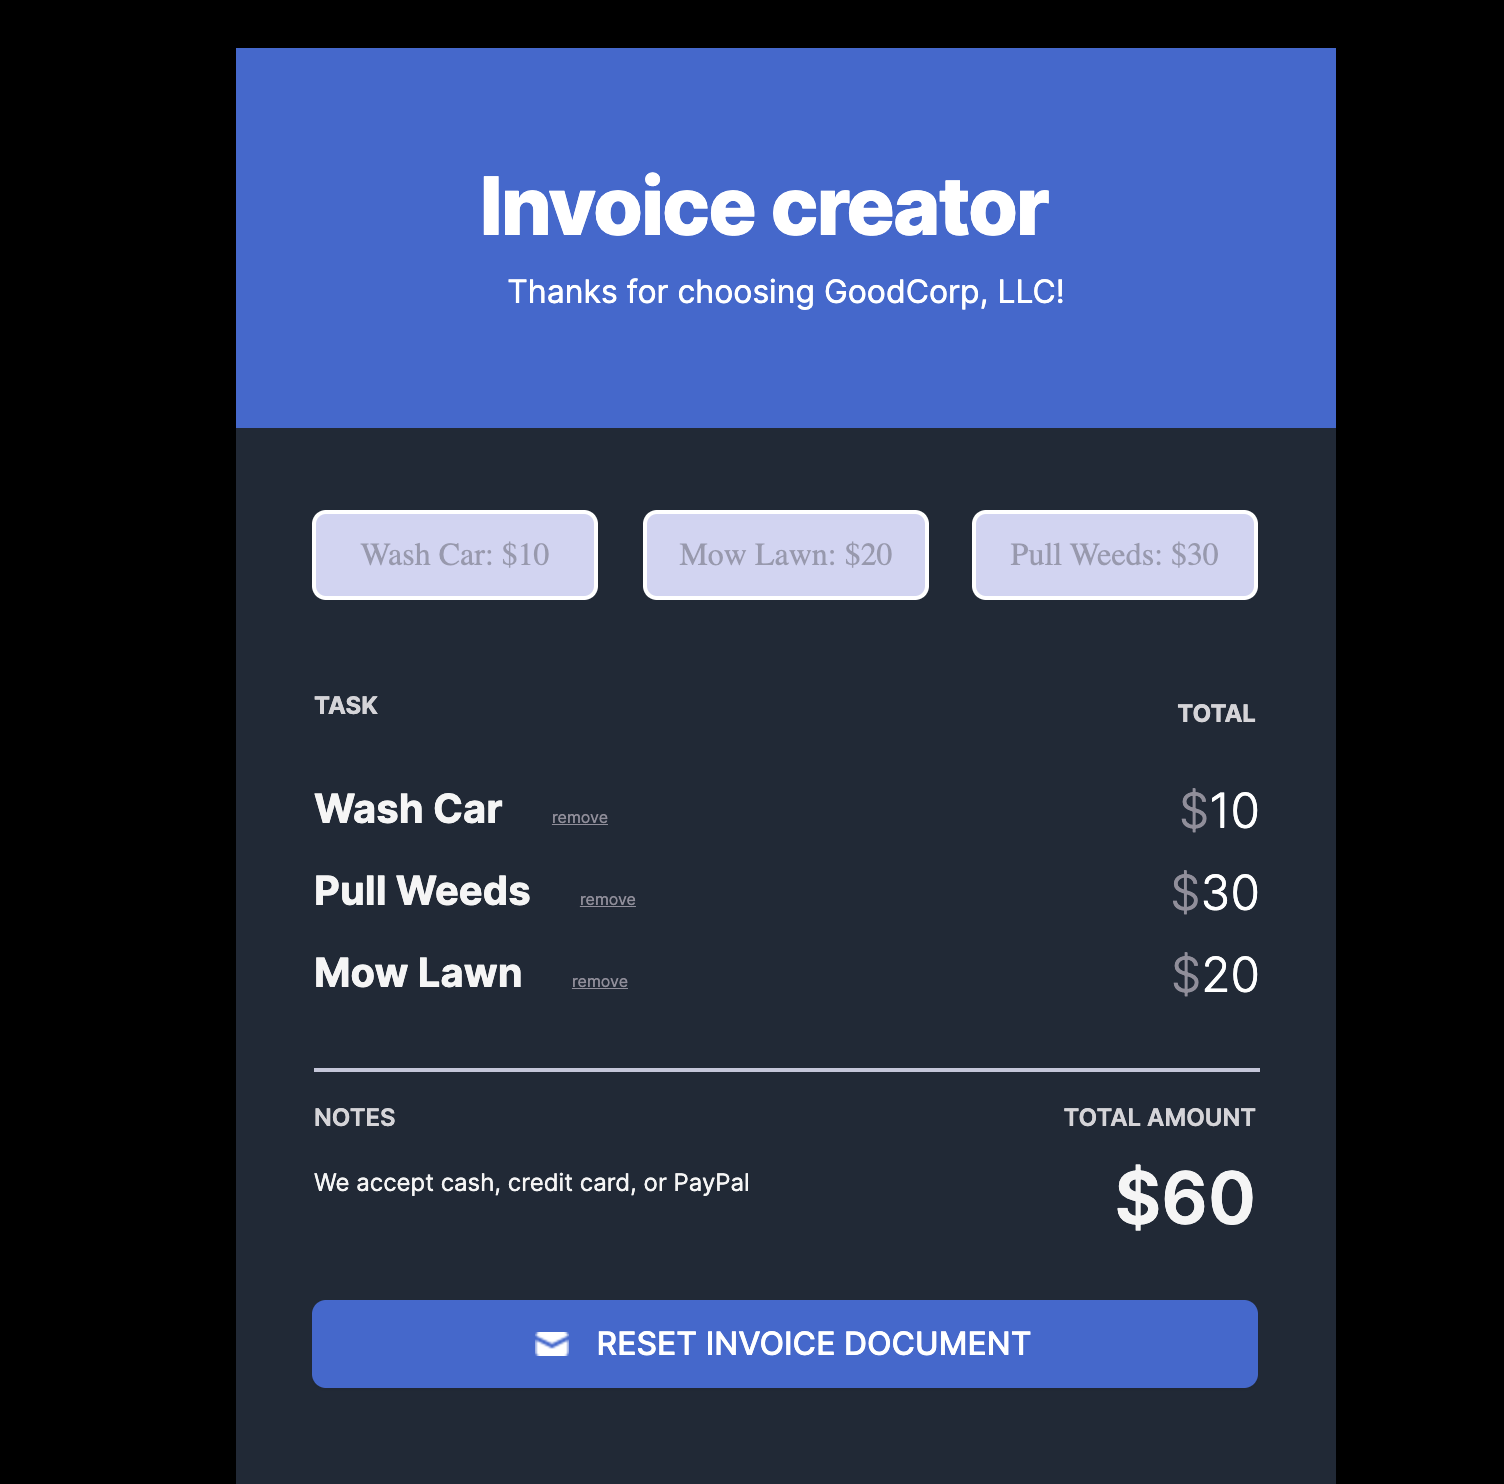 Invoice creator
Thanks for choosing GoodCorp, LLC!
Wash Car: $10
Mow Lawn: $20
Pull Weeds: $30
TASK
TOTAL
Wash Car remove $10
Pull Weeds remove $30
Mow Lawn remove $20
NOTES
TOTAL AMOUNT
We accept cash, credit card, or PayPal
$60
RESET INVOICE DOCUMENT